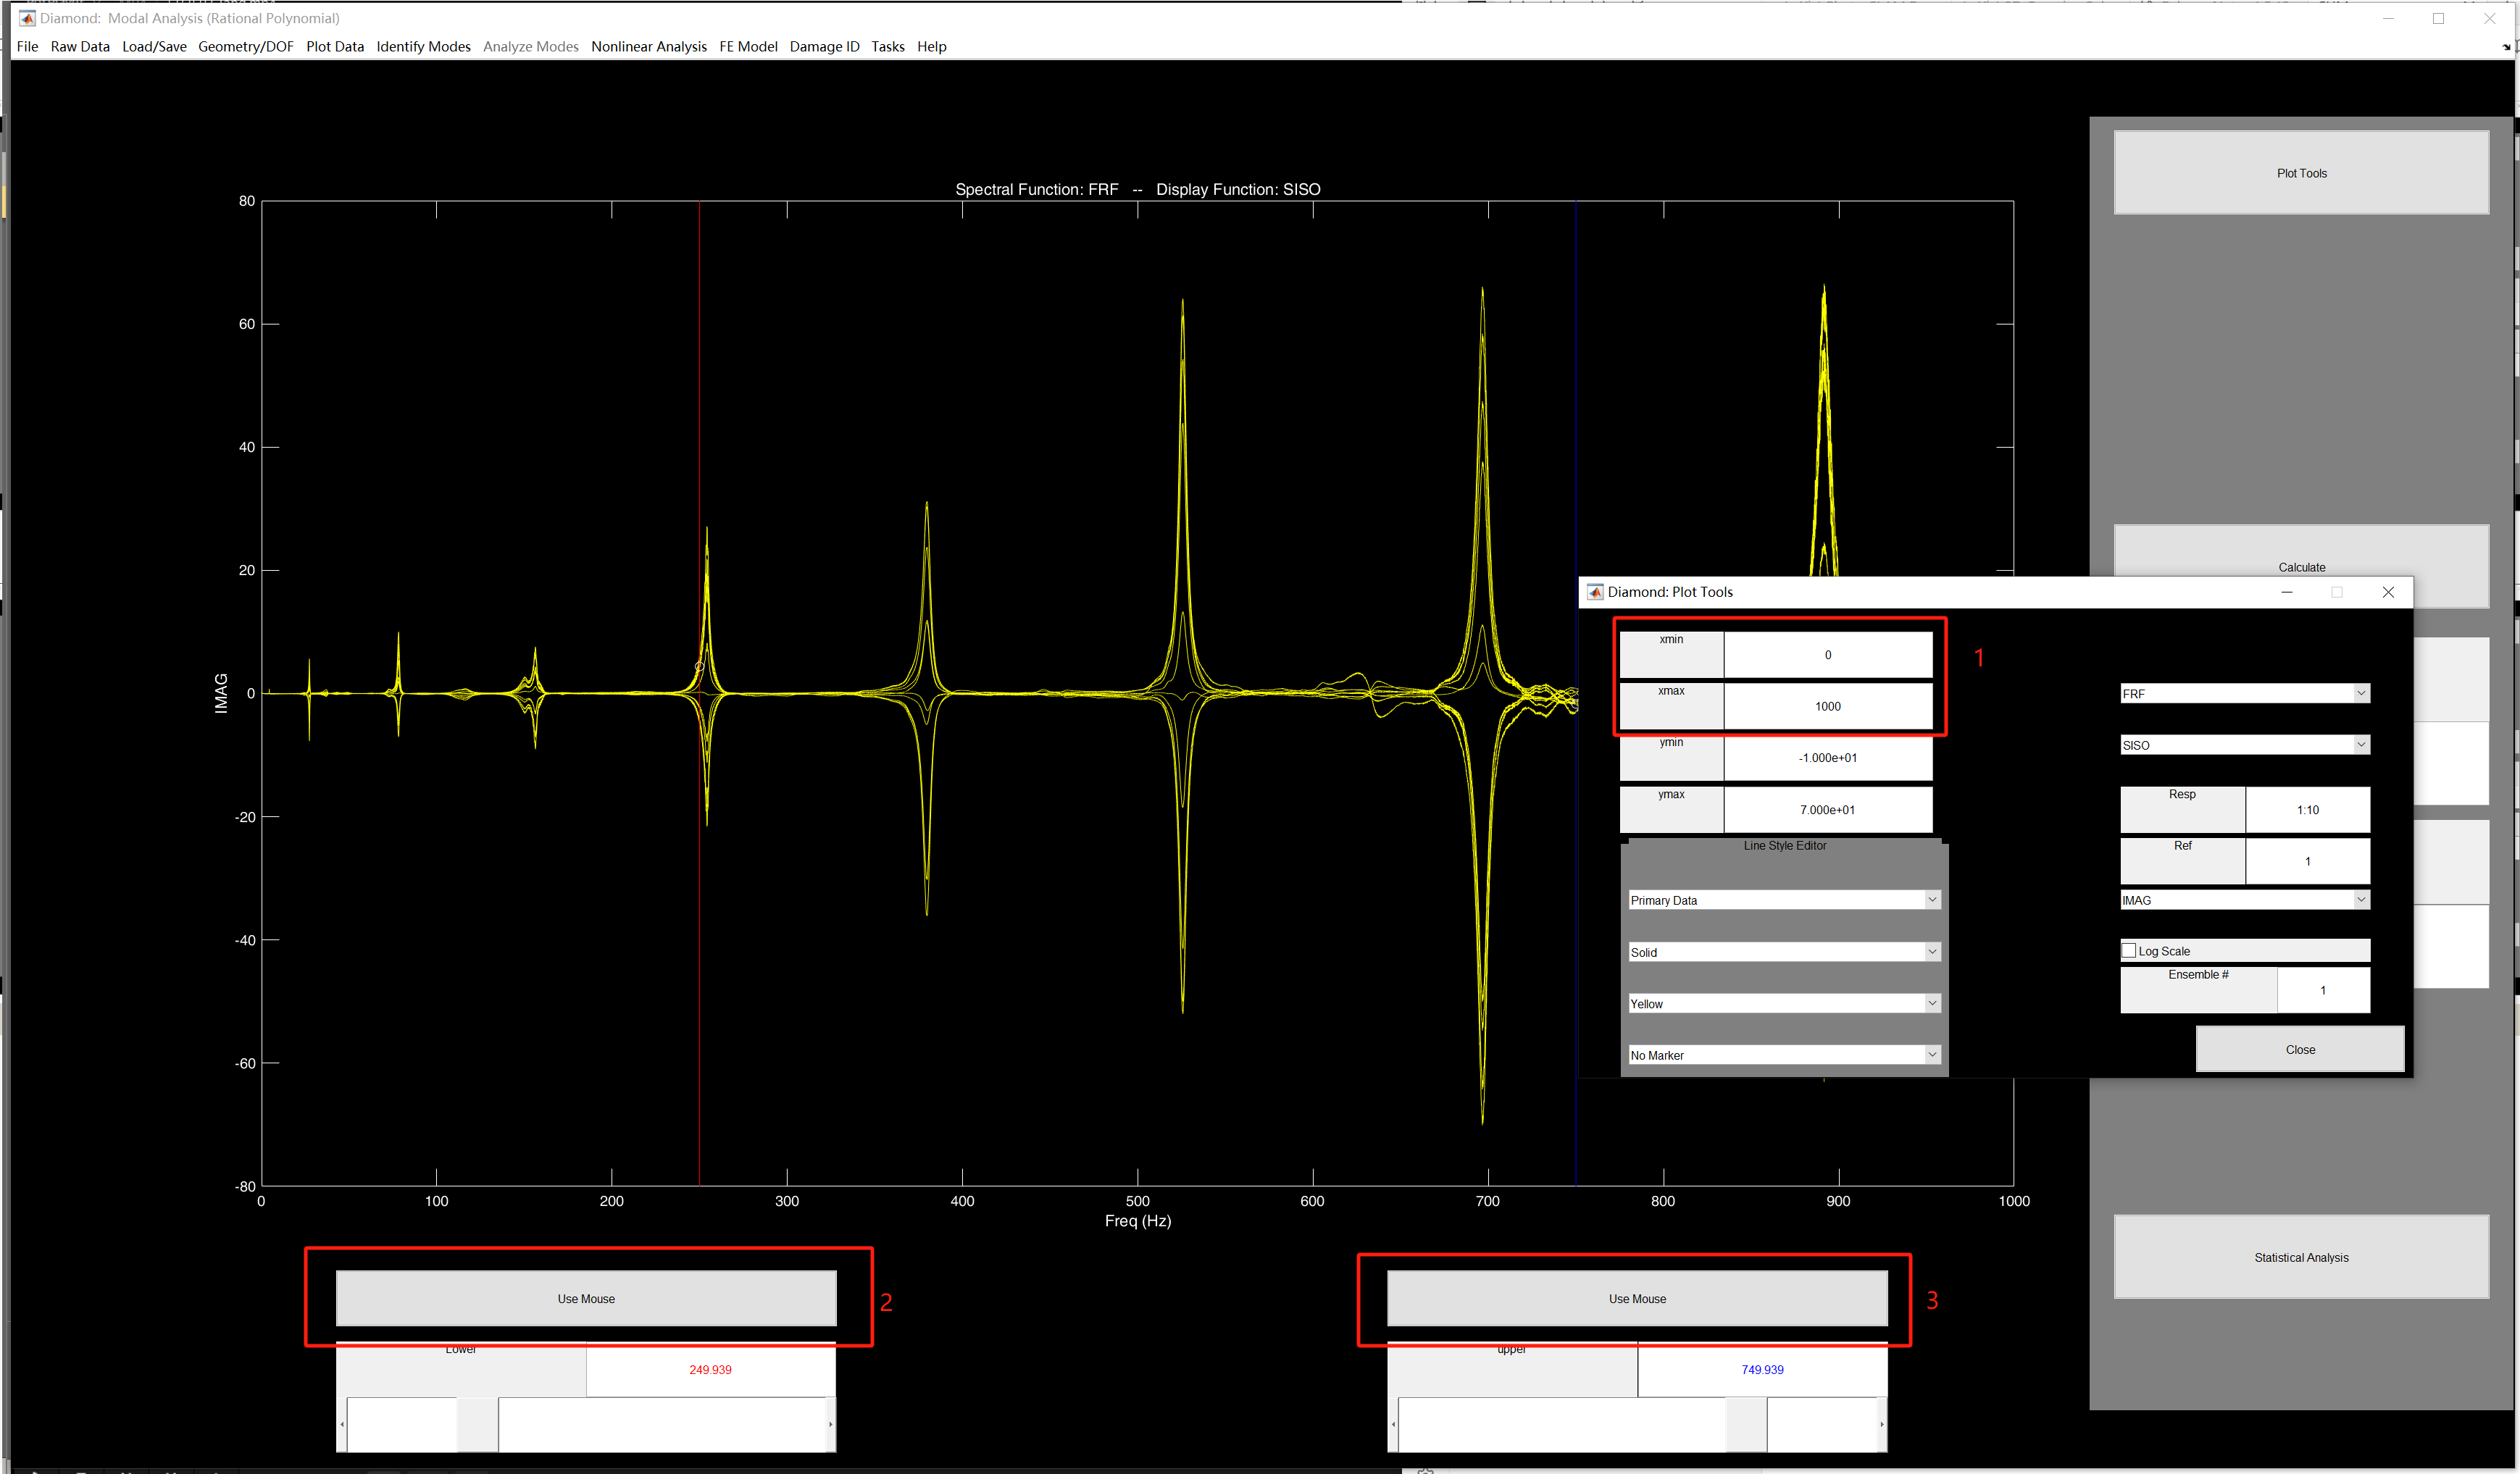 Diamond: Modal Analysis (Rational Polynomial)
File Raw Data Load/Save Geometry/DOF Plot Data Identify Modes Analyze Modes Nonlinear Analysis FE Model Damage ID Tasks Help
Plot Tools
Spectral Function: FRF -- Display Function: SISO
80
60
40
20
0
-20
-40
-60
-80
IMAG
0 100 200 300 400 500 600 700 800 900 1000
Freq (Hz)
Calculate
Diamond: Plot Tools
xmin 0
1
xmax 1000
FRF
ymin -1.000e+01
SISO
ymax 7.000e+01
Resp 1:10
Line Style Editor
Ref 1
Primary Data
IMAG
Solid
Log Scale
Ensemble # 1
Yellow
No Marker
Close
Statistical Analysis
Use Mouse
2
Use Mouse
3
Lower 249.939
upper 749.939